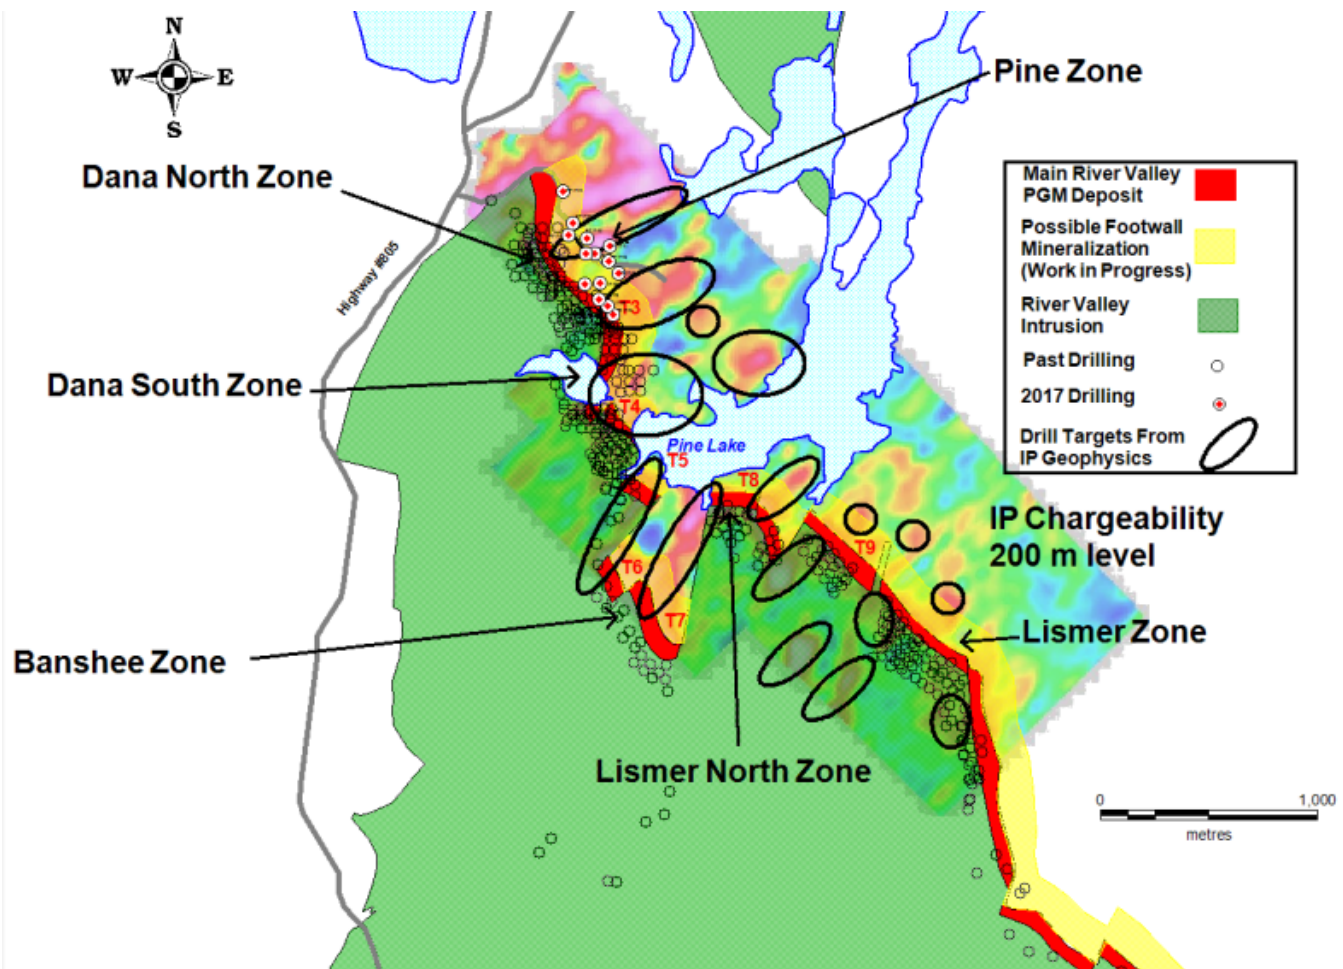 N
W E
S
Pine Zone
Dana North Zone
Highway #805
Dana South Zone
T3
T4
Pine Lake
T5
T8
T9
T6
T7
Banshee Zone
Lismer North Zone
Lismer Zone
IP Chargeability
200 m level
Main River Valley
PGM Deposit
Possible Footwall
Mineralization
(Work in Progress)
River Valley
Intrusion
Past Drilling
2017 Drilling
Drill Targets From
IP Geophysics
0 1,000
metres